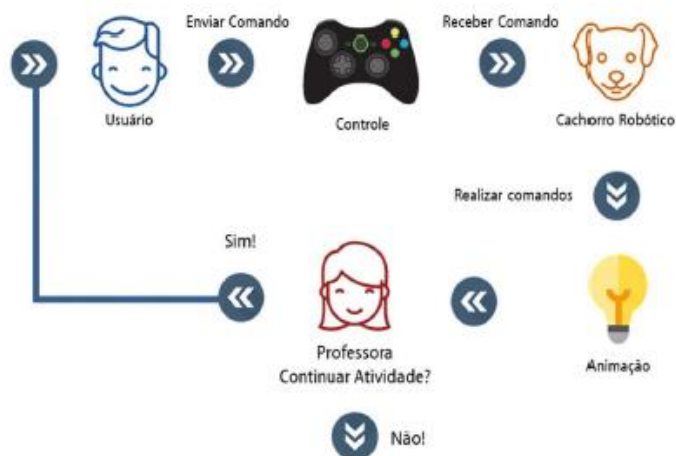 Enviar Comando
Receber Comando
Usuário
Controle
Cachorro Robótico
Realizar comandos
Sim!
Professora
Continuar Atividade?
Animação
Não!